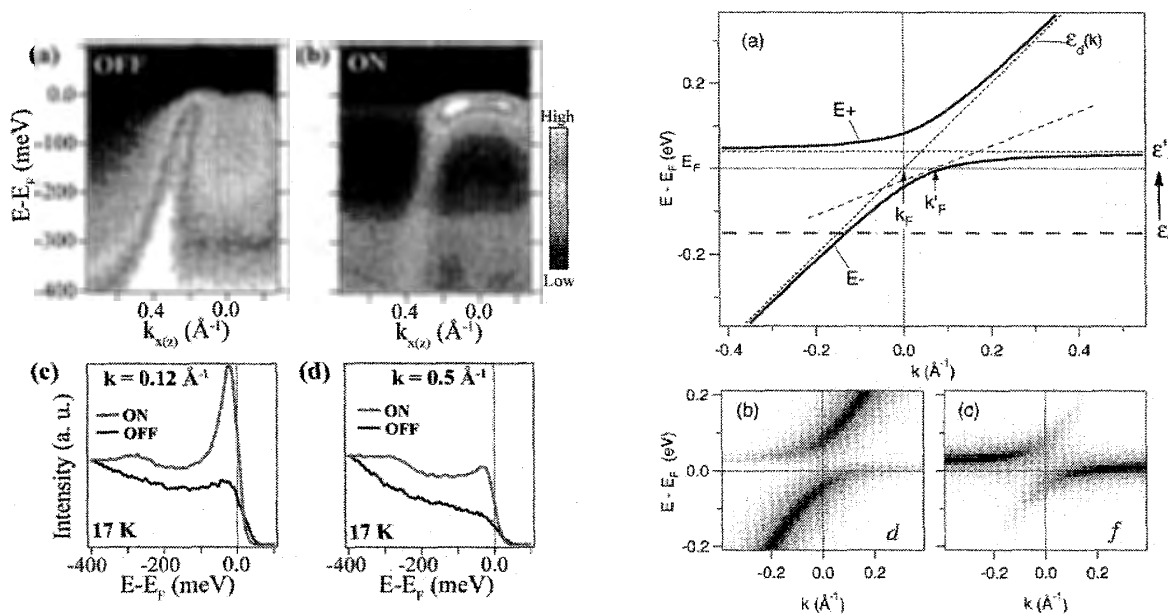 (a)
OFF
(b)
ON
0.0
-100
-200
-300
-400
E-E_F (meV)
0.4
0.0
k_x(z) (Å⁻¹)
0.4
0.0
k_x(z) (Å⁻¹)
High
Low
(c)
k = 0.12 Å⁻¹
ON
OFF
17 K
Intensity (a. u.)
-400
-200
0
E-E_F (meV)
(d)
k = 0.5 Å⁻¹
ON
OFF
17 K
-400
-200
0
E-E_F (meV)
(a)
ε_d(k)
0.2
E+
E_F
k_F
k'_F
-0.2
E-
E - E_F (eV)
-0.4
-0.2
0.0
0.2
0.4
k (Å⁻¹)
(b)
0.2
0.0
-0.2
E - E_F (eV)
d
-0.2
0.0
0.2
k (Å⁻¹)
(c)
f
-0.2
0.0
0.2
k (Å⁻¹)